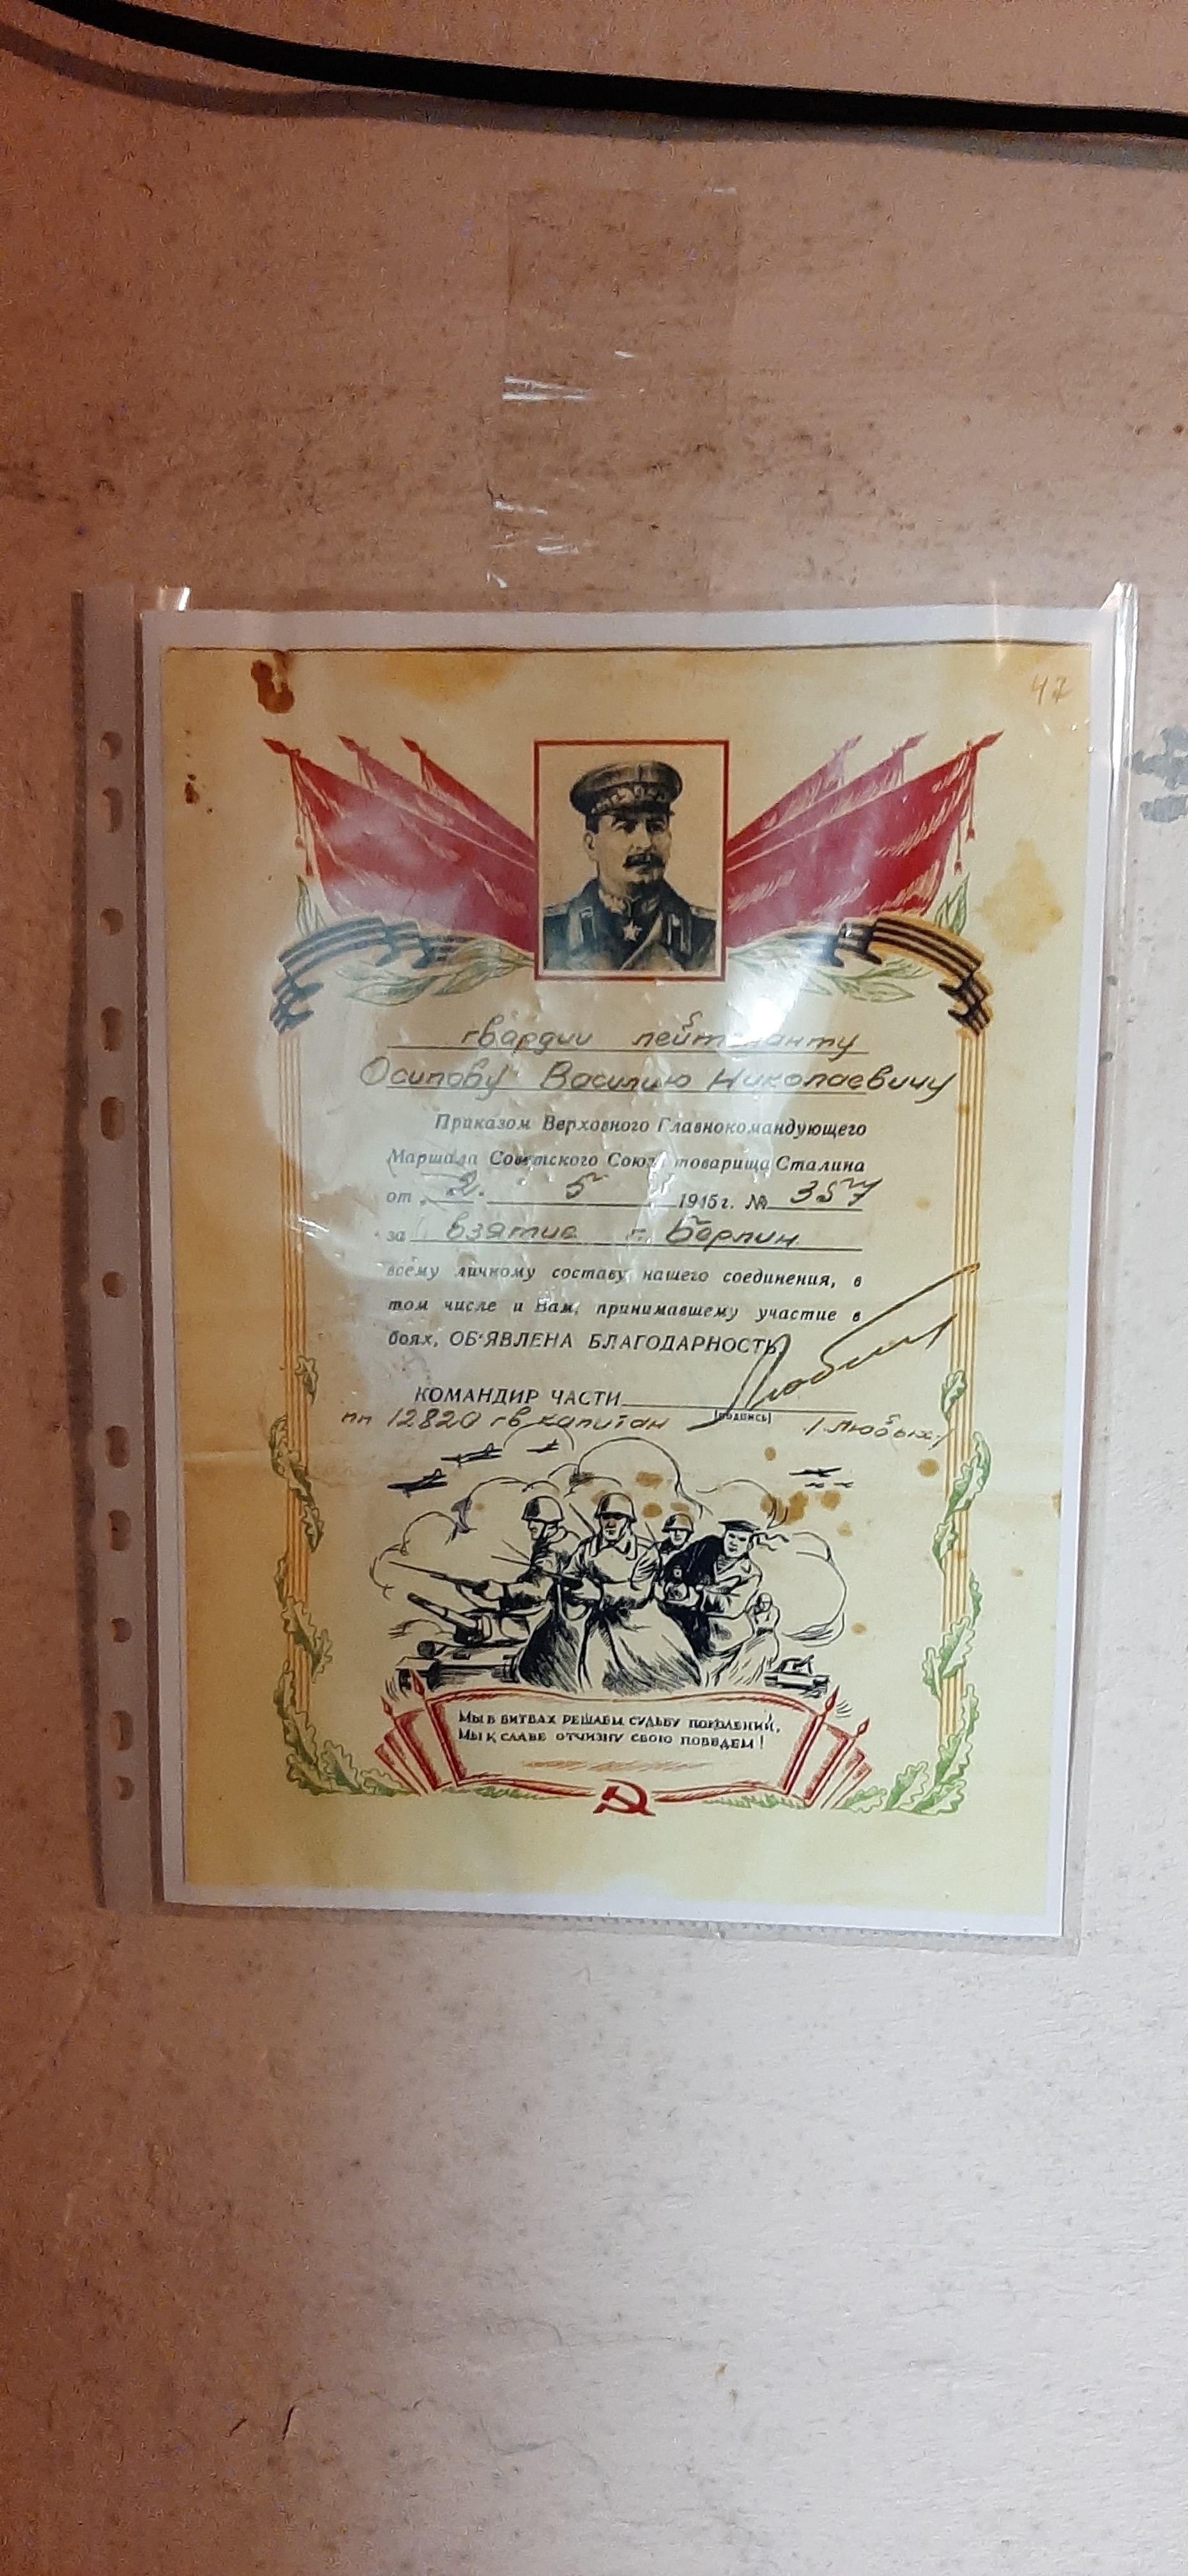 47
гвардии лейтенанту
Осипову Василию Николаевичу
Приказом Верховного Главнокомандующего
Маршала Советского Союза товарища Сталина
от „2“ 5 1945 г. № 357
за взятие г. Берлин
всему личному составу нашего соединения, в
том числе и Вам, принимавшему участие в
боях, ОБ'ЯВЛЕНА БЛАГОДАРНОСТЬ.
КОМАНДИР ЧАСТИ
(подпись)
пп 12820 гв капитан /Любых/
МЫ В БИТВАХ РЕШАЕМ СУДЬБУ ПОКОЛЕНИЙ,
МЫ К СЛАВЕ ОТЧИЗНУ СВОЮ ПОВЕДЕМ!